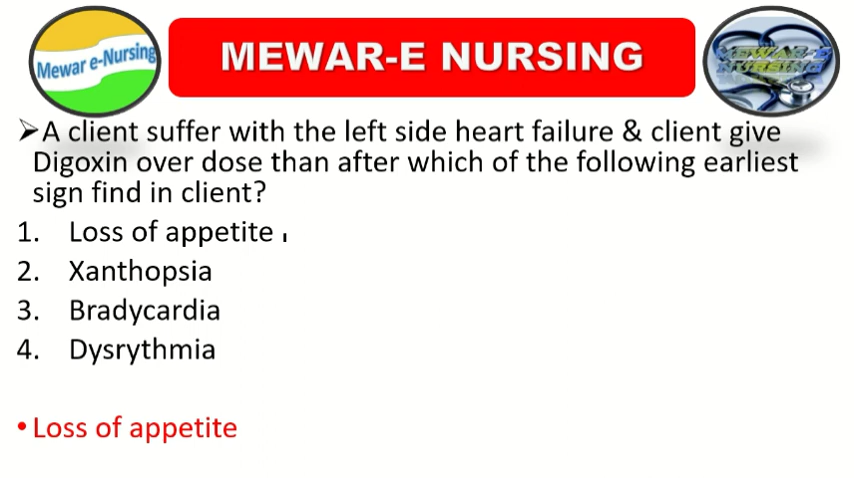 Mewar e-Nursing
MEWAR-E NURSING
MEWAR-E
NURSING
➢A client suffer with the left side heart failure & client give
Digoxin over dose than after which of the following earliest
sign find in client?
1. Loss of appetite
2. Xanthopsia
3. Bradycardia
4. Dysrythmia
• Loss of appetite